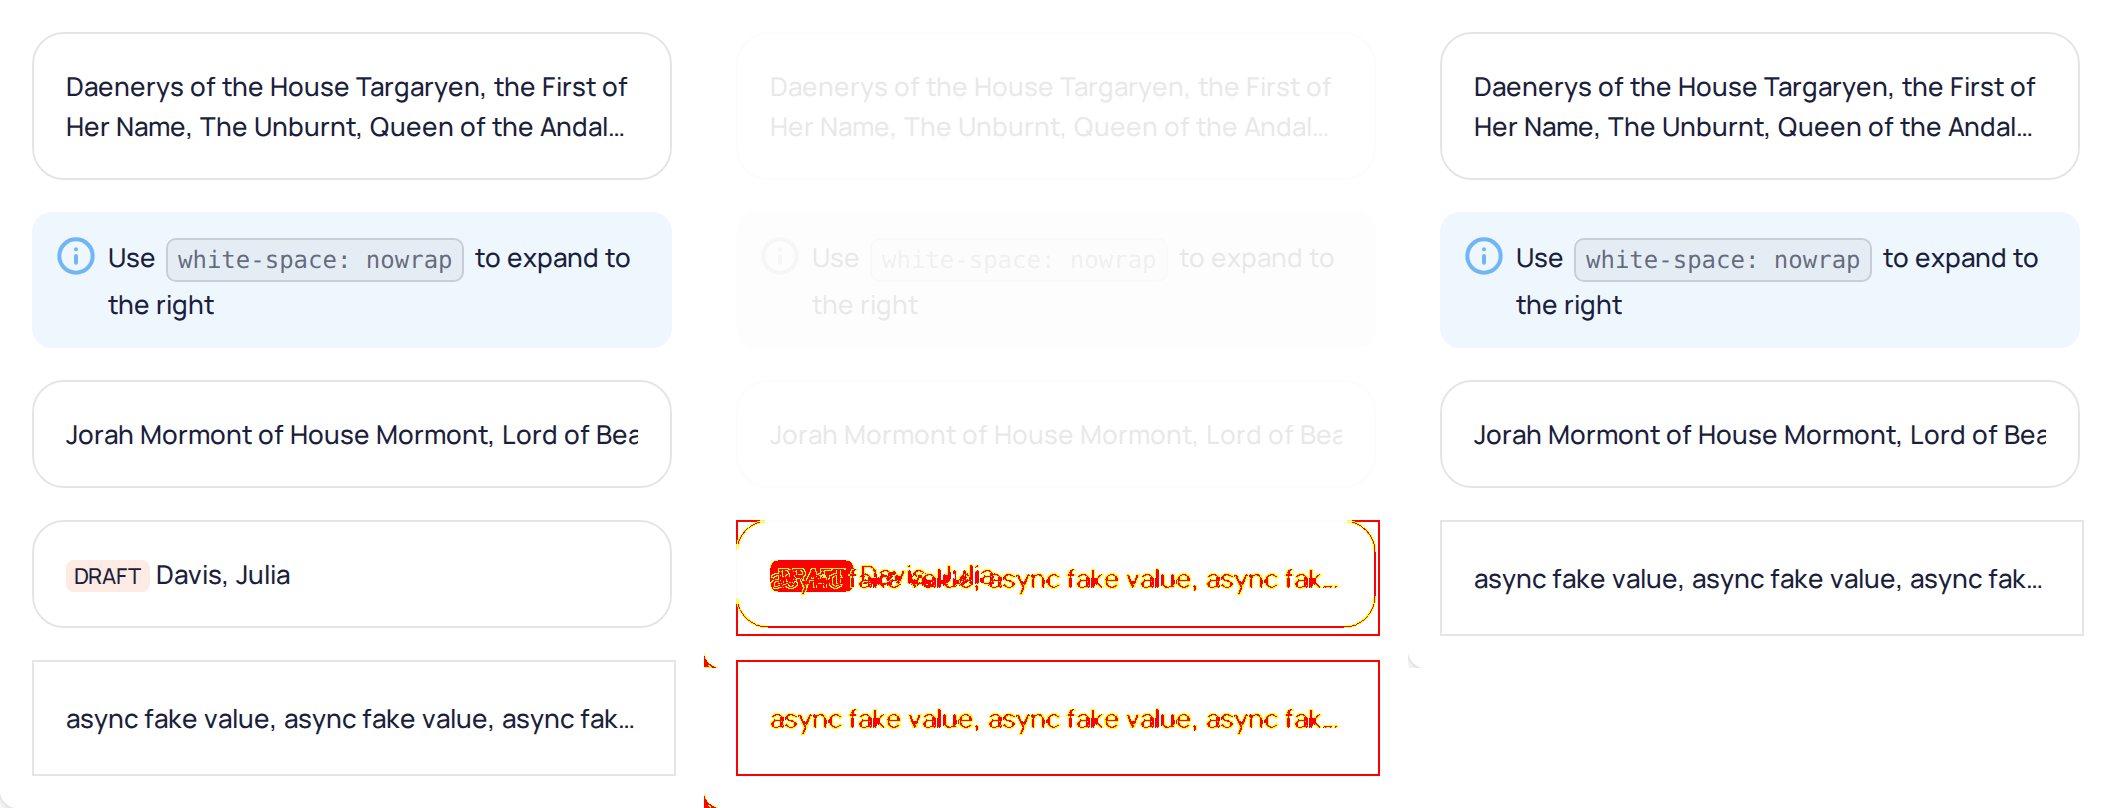 Daenerys of the House Targaryen, the First of
Her Name, The Unburnt, Queen of the Andal...
Use white-space: nowrap to expand to
the right
Jorah Mormont of House Mormont, Lord of Bea
DRAFT Davis, Julia
async fake value, async fake value, async fak...
Daenerys of the House Targaryen, the First of
Her Name, The Unburnt, Queen of the Andal...
Use white-space: nowrap to expand to
the right
Jorah Mormont of House Mormont, Lord of Bea
DRAFT Davis, Julia
async fake value, async fake value, async fak...
async fake value, async fake value, async fak...
Daenerys of the House Targaryen, the First of
Her Name, The Unburnt, Queen of the Andal...
Use white-space: nowrap to expand to
the right
Jorah Mormont of House Mormont, Lord of Bea
async fake value, async fake value, async fak...